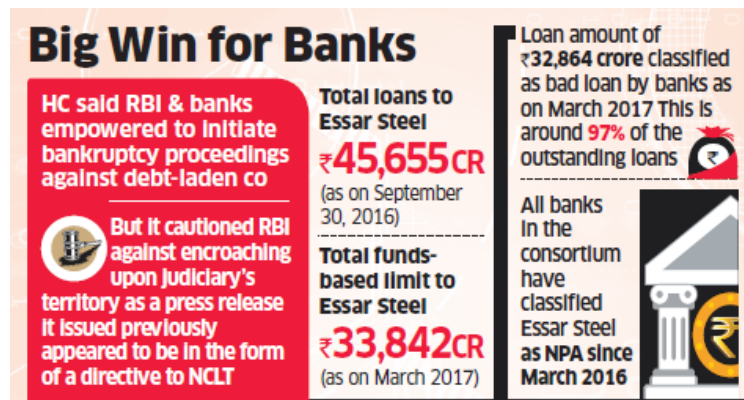 Big Win for Banks
HC said RBI & banks
empowered to initiate
bankruptcy proceedings
against debt-laden co
But it cautioned RBI
against encroaching
upon judiciary's
territory as a press release
it issued previously
appeared to be in the form
of a directive to NCLT
Total loans to
Essar Steel
₹45,655CR
(as on September
30, 2016)
Total funds-
based limit to
Essar Steel
₹33,842CR
(as on March 2017)
Loan amount of
₹32,864 crore classified
as bad loan by banks as
on March 2017 This is
around 97% of the
outstanding loans
₹
All banks
in the
consortium
have
classified
Essar Steel
as NPA since
March 2016
₹